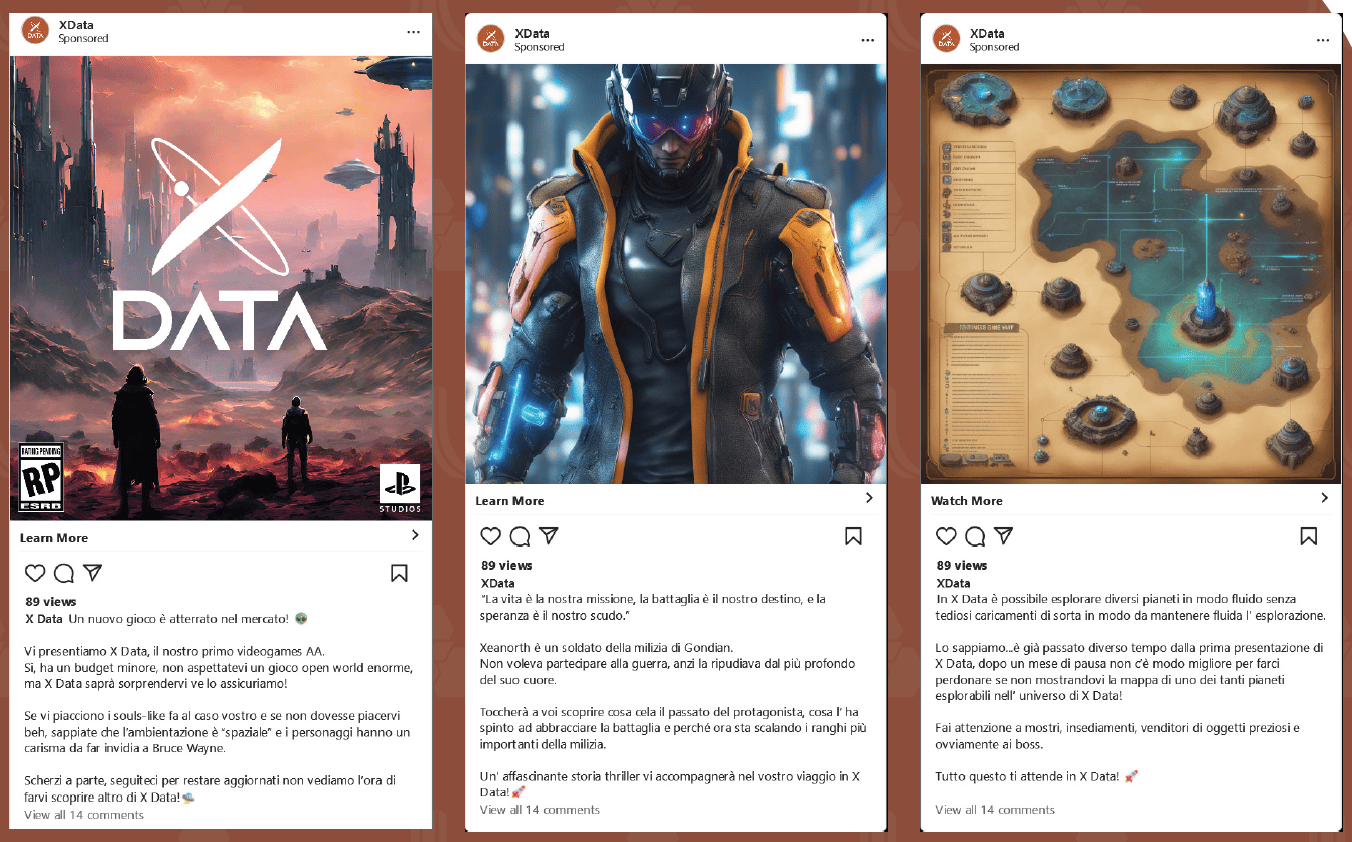 XData
Sponsored
X
DATA
DATA
RATING PENDING
RP
ESRB
STUDIOS
Learn More
89 views
X Data Un nuovo gioco è atterrato nel mercato!
Vi presentiamo X Data, il nostro primo videogames AA.
Si, ha un budget minore, non aspettatevi un gioco open world enorme,
ma X Data saprà sorprendervi ve lo assicuriamo!
Se vi piacciono i souls-like fa al caso vostro e se non dovesse piacervi
beh, sappiate che l'ambientazione è "spaziale" e i personaggi hanno un
carisma da far invidia a Bruce Wayne.
Scherzi a parte, seguiteci per restare aggiornati non vediamo l'ora di
farvi scoprire altro di X Data!
View all 14 comments
XData
Sponsored
DATA
Learn More
89 views
XData
"La vita è la nostra missione, la battaglia è il nostro destino, e la
speranza è il nostro scudo."
Xeanorth è un soldato della milizia di Gondian.
Non voleva partecipare alla guerra, anzi la ripudiava dal più profondo
del suo cuore.
Toccherà a voi scoprire cosa cela il passato del protagonista, cosa l' ha
spinto ad abbracciare la battaglia e perché ora sta scalando i ranghi più
importanti della milizia.
Un' affascinante storia thriller vi accompagnerà nel vostro viaggio in X
Data!
View all 14 comments
XData
Sponsored
DATA
Watch More
89 views
XData
In X Data è possibile esplorare diversi pianeti in modo fluido senza
tediosi caricamenti di sorta in modo da mantenere fluida l' esplorazione.
Lo sappiamo...è già passato diverso tempo dalla prima presentazione di
X Data, dopo un mese di pausa non c'è modo migliore per farci
perdonare se non mostrandovi la mappa di uno dei tanti pianeti
esplorabili nell' universo di X Data!
Fai attenzione a mostri, insediamenti, venditori di oggetti preziosi e
ovviamente ai boss.
Tutto questo ti attende in X Data!
View all 14 comments